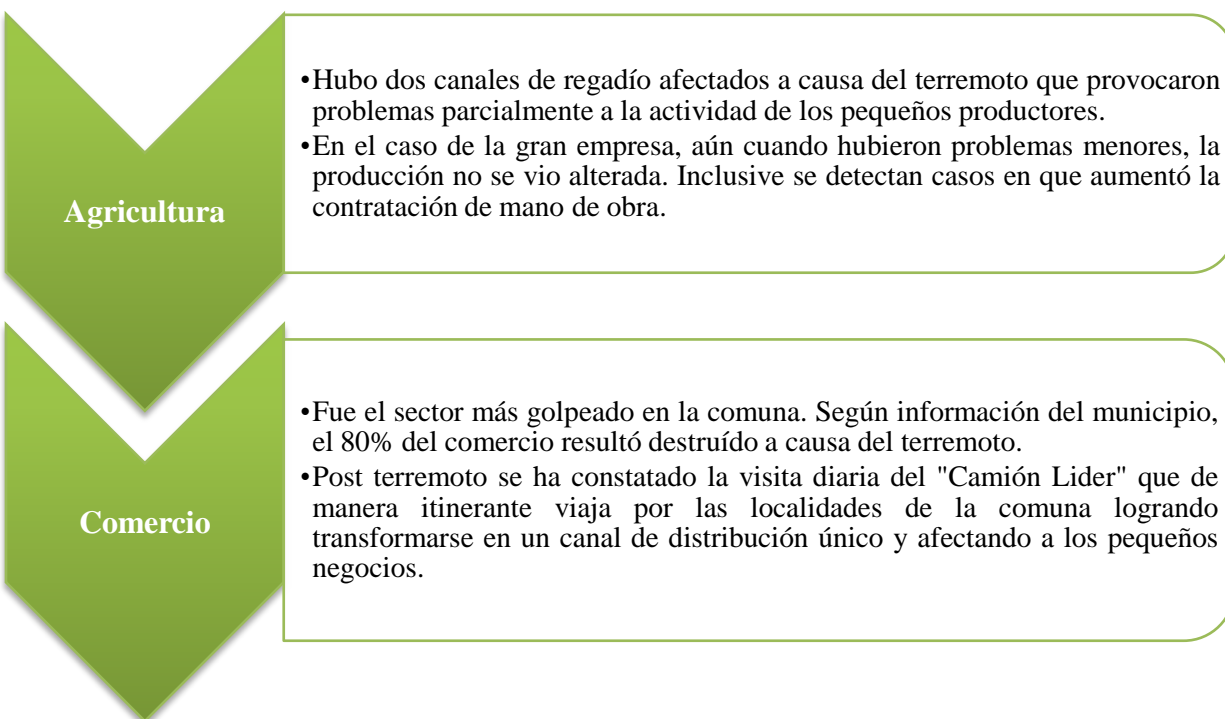 Agricultura
•Hubo dos canales de regadío afectados a causa del terremoto que provocaron
problemas parcialmente a la actividad de los pequeños productores.
•En el caso de la gran empresa, aún cuando hubieron problemas menores, la
producción no se vio alterada. Inclusive se detectan casos en que aumentó la
contratación de mano de obra.
Comercio
•Fue el sector más golpeado en la comuna. Según información del municipio,
el 80% del comercio resultó destruído a causa del terremoto.
•Post terremoto se ha constatado la visita diaria del "Camión Lider" que de
manera itinerante viaja por las localidades de la comuna logrando
transformarse en un canal de distribución único y afectando a los pequeños
negocios.